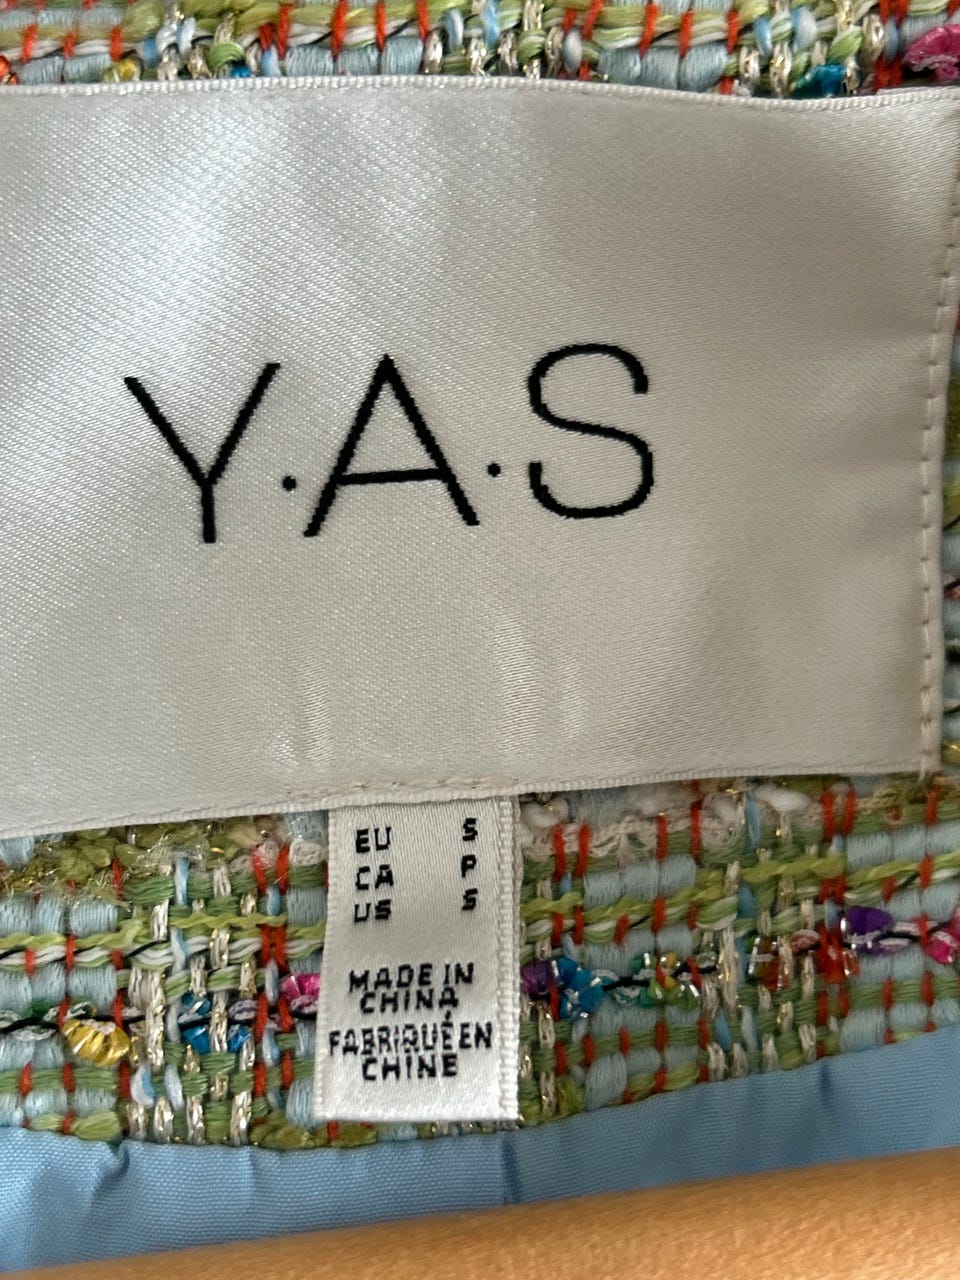 Y.A.S
EU S
CA P
US S
MADE IN
CHINA
FABRIQUÉ EN
CHINE